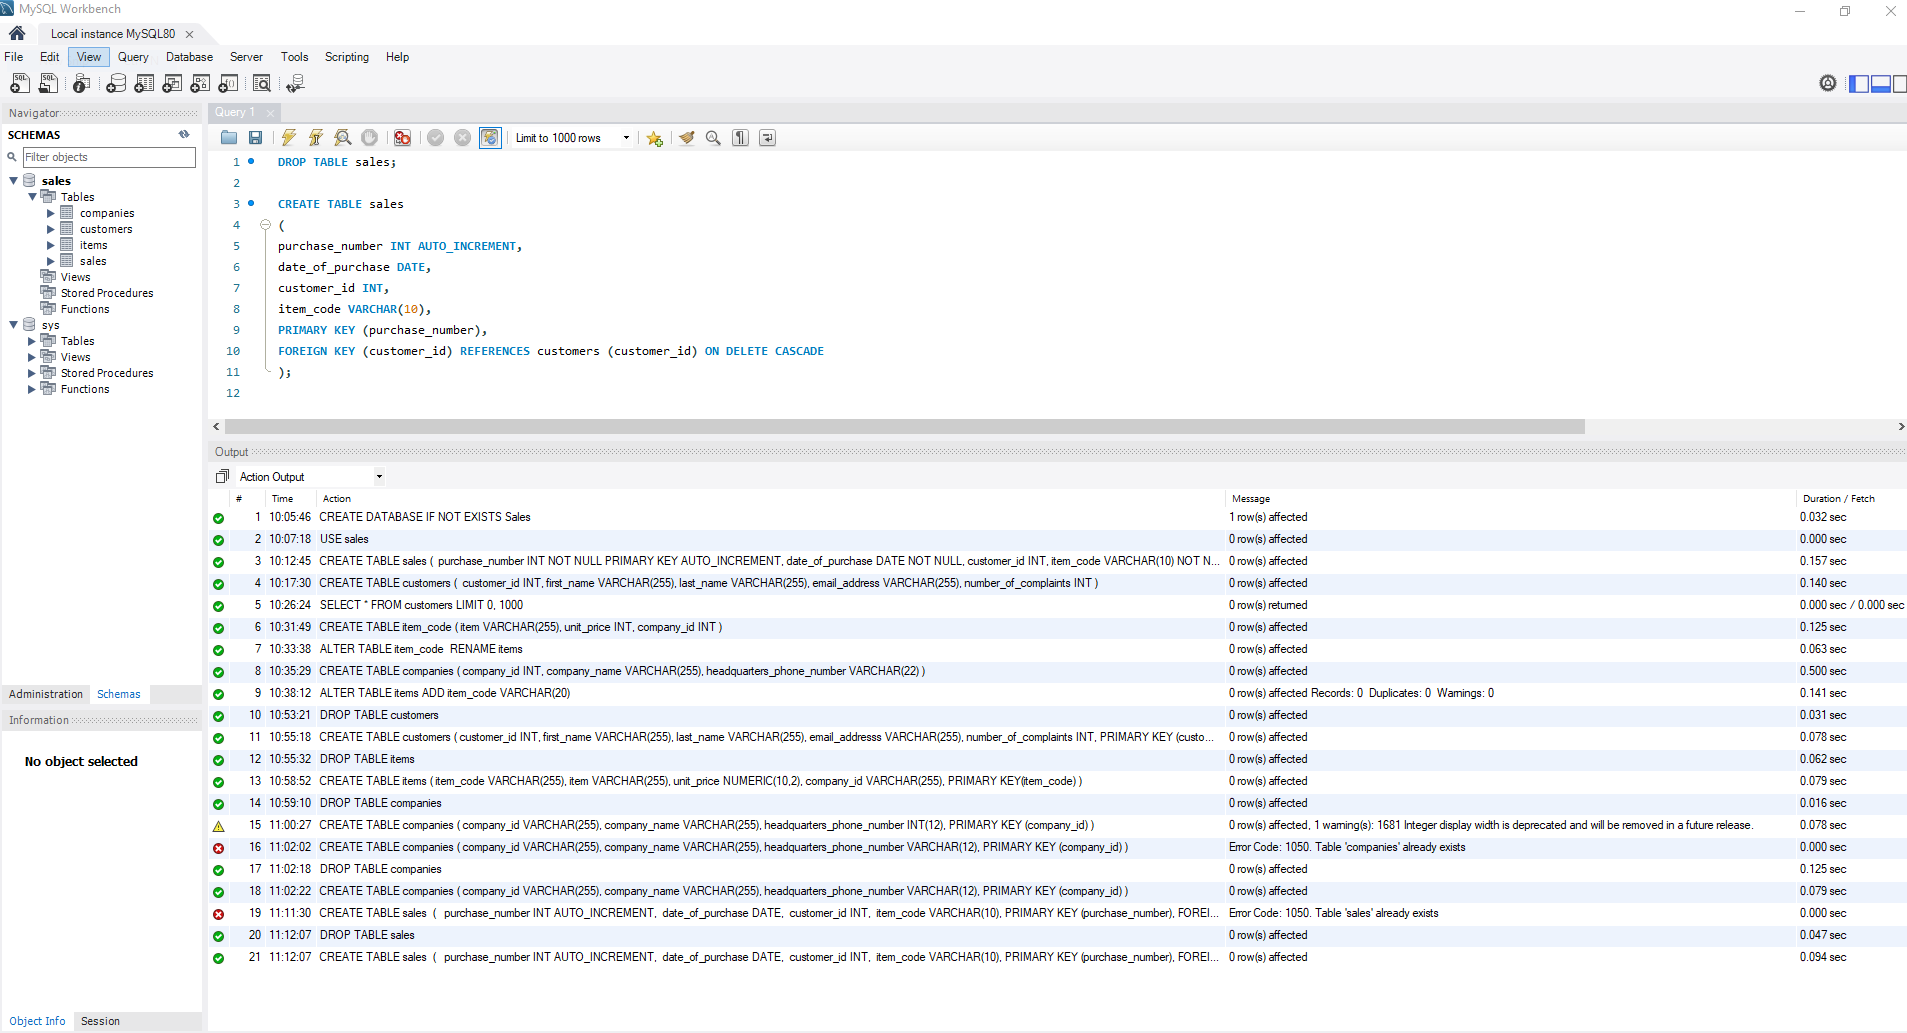 MySQL Workbench
Local instance MySQL80
File Edit View Query Database Server Tools Scripting Help
Navigator
SCHEMAS
Filter objects
sales
Tables
companies
customers
items
sales
Views
Stored Procedures
Functions
sys
Tables
Views
Stored Procedures
Functions
Administration Schemas
Information
No object selected
Object Info Session
Query 1
Limit to 1000 rows
1 DROP TABLE sales;
2
3 CREATE TABLE sales
4 (
5 purchase_number INT AUTO_INCREMENT,
6 date_of_purchase DATE,
7 customer_id INT,
8 item_code VARCHAR(10),
9 PRIMARY KEY (purchase_number),
10 FOREIGN KEY (customer_id) REFERENCES customers (customer_id) ON DELETE CASCADE
11 );
12
Output
Action Output
# Time Action Message Duration / Fetch
1 10:05:46 CREATE DATABASE IF NOT EXISTS Sales 1 row(s) affected 0.032 sec
2 10:07:18 USE sales 0 row(s) affected 0.000 sec
3 10:12:45 CREATE TABLE sales ( purchase_number INT NOT NULL PRIMARY KEY AUTO_INCREMENT, date_of_purchase DATE NOT NULL, customer_id INT, item_code VARCHAR(10) NOT N... 0 row(s) affected 0.157 sec
4 10:17:30 CREATE TABLE customers ( customer_id INT, first_name VARCHAR(255), last_name VARCHAR(255), email_address VARCHAR(255), number_of_complaints INT ) 0 row(s) affected 0.140 sec
5 10:26:24 SELECT * FROM customers LIMIT 0, 1000 0 row(s) returned 0.000 sec / 0.000 sec
6 10:31:49 CREATE TABLE item_code ( item VARCHAR(255), unit_price INT, company_id INT ) 0 row(s) affected 0.125 sec
7 10:33:38 ALTER TABLE item_code RENAME items 0 row(s) affected 0.063 sec
8 10:35:29 CREATE TABLE companies ( company_id INT, company_name VARCHAR(255), headquarters_phone_number VARCHAR(22) ) 0 row(s) affected 0.500 sec
9 10:38:12 ALTER TABLE items ADD item_code VARCHAR(20) 0 row(s) affected Records: 0 Duplicates: 0 Warnings: 0 0.141 sec
10 10:53:21 DROP TABLE customers 0 row(s) affected 0.031 sec
11 10:55:18 CREATE TABLE customers ( customer_id INT, first_name VARCHAR(255), last_name VARCHAR(255), email_addresss VARCHAR(255), number_of_complaints INT, PRIMARY KEY (custo... 0 row(s) affected 0.078 sec
12 10:55:32 DROP TABLE items 0 row(s) affected 0.062 sec
13 10:58:52 CREATE TABLE items ( item_code VARCHAR(255), item VARCHAR(255), unit_price NUMERIC(10,2), company_id VARCHAR(255), PRIMARY KEY(item_code) ) 0 row(s) affected 0.079 sec
14 10:59:10 DROP TABLE companies 0 row(s) affected 0.016 sec
15 11:00:27 CREATE TABLE companies ( company_id VARCHAR(255), company_name VARCHAR(255), headquarters_phone_number INT(12), PRIMARY KEY (company_id) ) 0 row(s) affected, 1 warning(s): 1681 Integer display width is deprecated and will be removed in a future release. 0.078 sec
16 11:02:02 CREATE TABLE companies ( company_id VARCHAR(255), company_name VARCHAR(255), headquarters_phone_number VARCHAR(12), PRIMARY KEY (company_id) ) Error Code: 1050. Table 'companies' already exists 0.000 sec
17 11:02:18 DROP TABLE companies 0 row(s) affected 0.125 sec
18 11:02:22 CREATE TABLE companies ( company_id VARCHAR(255), company_name VARCHAR(255), headquarters_phone_number VARCHAR(12), PRIMARY KEY (company_id) ) 0 row(s) affected 0.079 sec
19 11:11:30 CREATE TABLE sales ( purchase_number INT AUTO_INCREMENT, date_of_purchase DATE, customer_id INT, item_code VARCHAR(10), PRIMARY KEY (purchase_number), FOREI... Error Code: 1050. Table 'sales' already exists 0.000 sec
20 11:12:07 DROP TABLE sales 0 row(s) affected 0.047 sec
21 11:12:07 CREATE TABLE sales ( purchase_number INT AUTO_INCREMENT, date_of_purchase DATE, customer_id INT, item_code VARCHAR(10), PRIMARY KEY (purchase_number), FOREI... 0 row(s) affected 0.094 sec